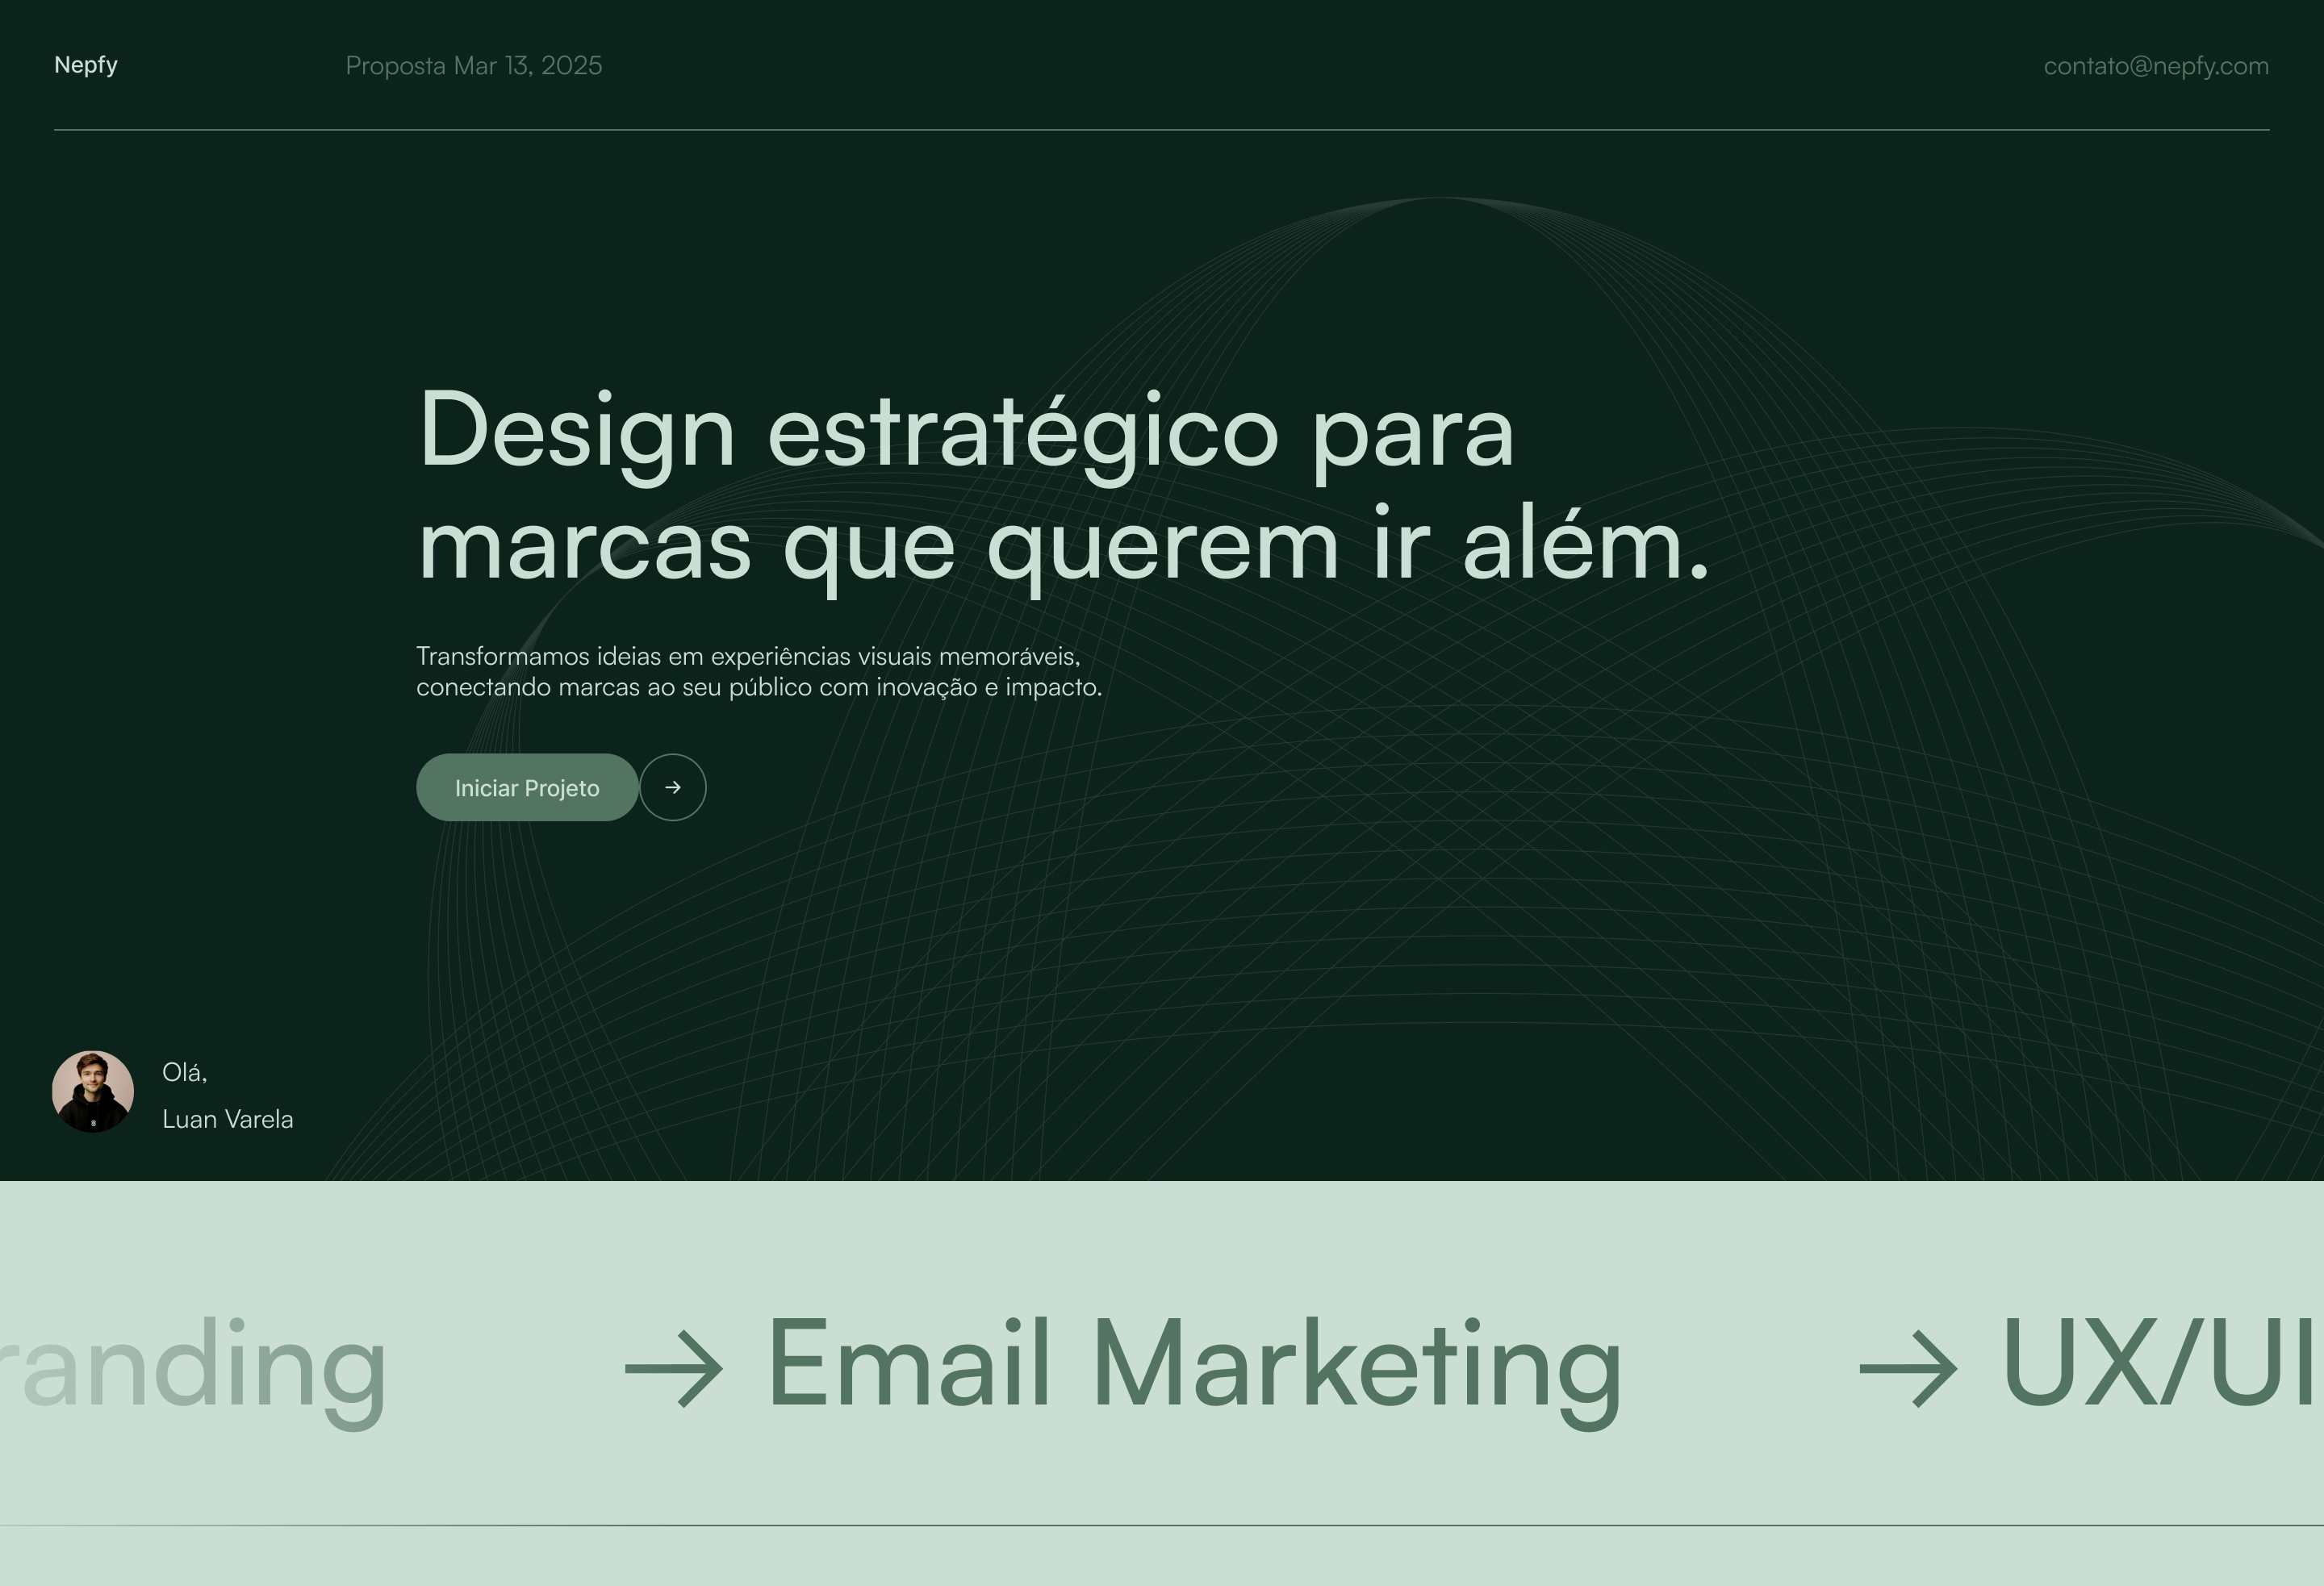 Nepfy
Proposta Mar 13, 2025
contato@nepfy.com
Design estratégico para
marcas que querem ir além.
Transformamos ideias em experiências visuais memoráveis,
conectando marcas ao seu público com inovação e impacto.
Iniciar Projeto →
Olá,
Luan Varela
randing → Email Marketing → UX/UI